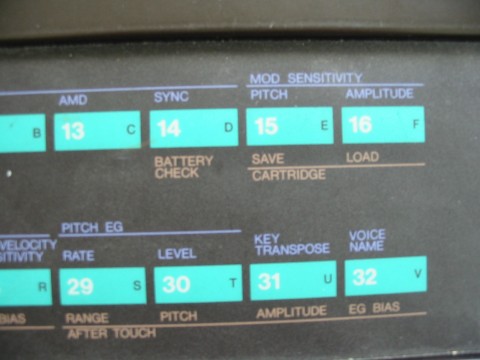 MOD SENSITIVITY
AMD SYNC PITCH AMPLITUDE
B 13 C 14 D 15 E 16 F
BATTERY CHECK SAVE LOAD
CARTRIDGE
PITCH EG
VELOCITY RATE LEVEL KEY TRANSPOSE VOICE NAME
R 29 S 30 T 31 U 32 V
BIAS RANGE PITCH AMPLITUDE EG BIAS
AFTER TOUCH